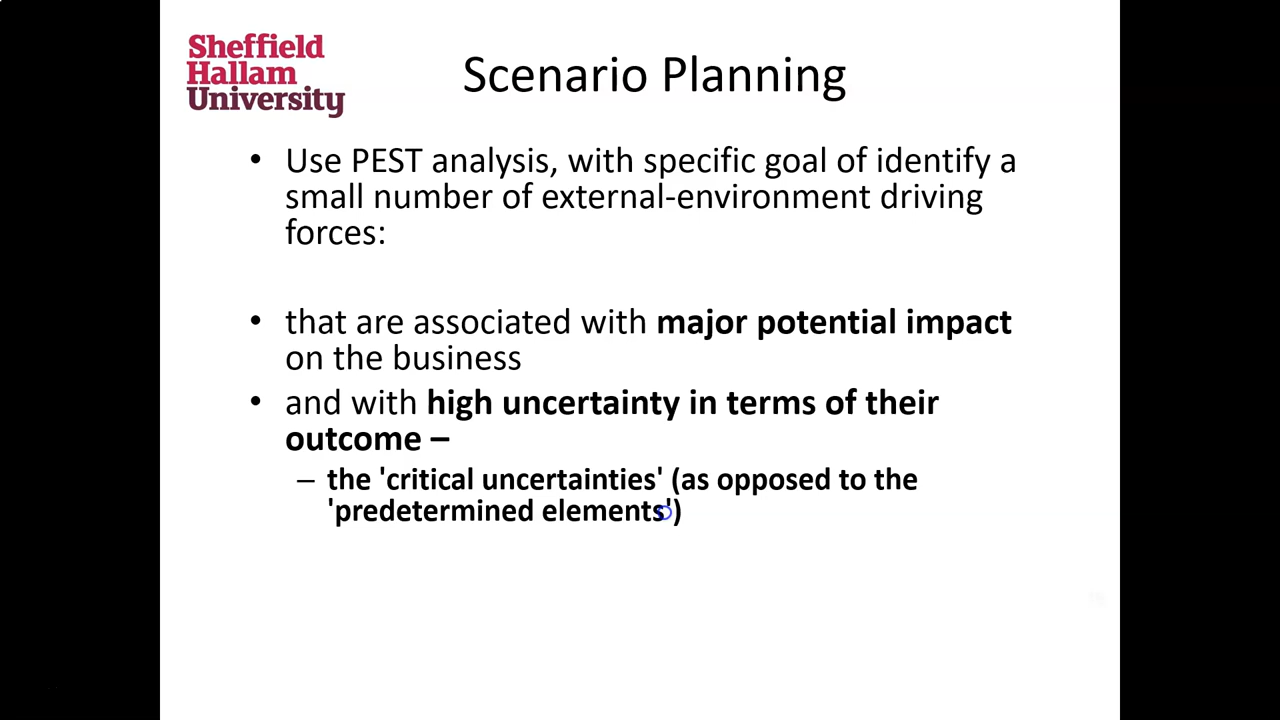 Sheffield
Hallam
University
Scenario Planning
• Use PEST analysis, with specific goal of identify a
small number of external-environment driving
forces:
• that are associated with major potential impact
on the business
• and with high uncertainty in terms of their
outcome –
– the 'critical uncertainties' (as opposed to the
'predetermined elements')